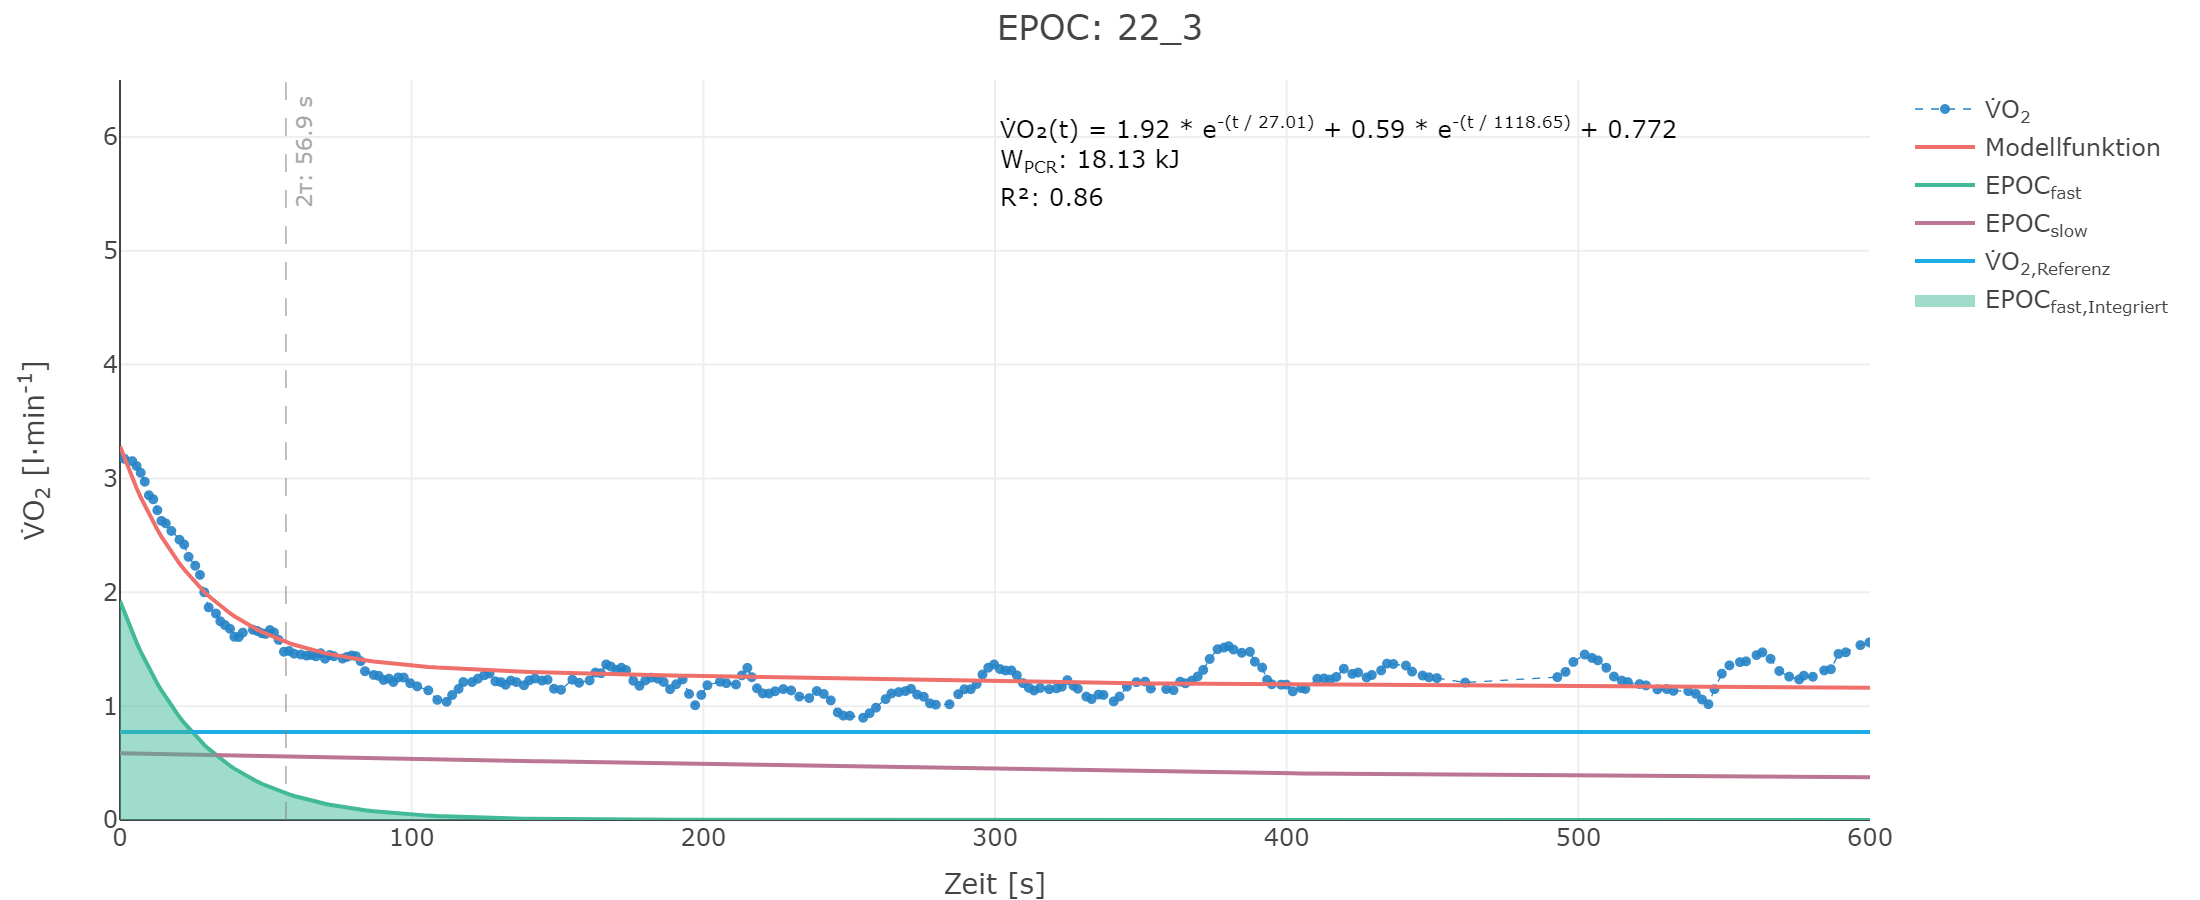 EPOC: 22_3
V̇O₂(t) = 1.92 * e^-(t / 27.01) + 0.59 * e^-(t / 1118.65) + 0.772
W_PCR: 18.13 kJ
R²: 0.86
2τ: 56.9 s
V̇O₂
Modellfunktion
EPOC_fast
EPOC_slow
V̇O₂,Referenz
EPOC_fast,Integriert
V̇O₂ [l·min⁻¹]
6
5
4
3
2
1
0
0 100 200 300 400 500 600
Zeit [s]